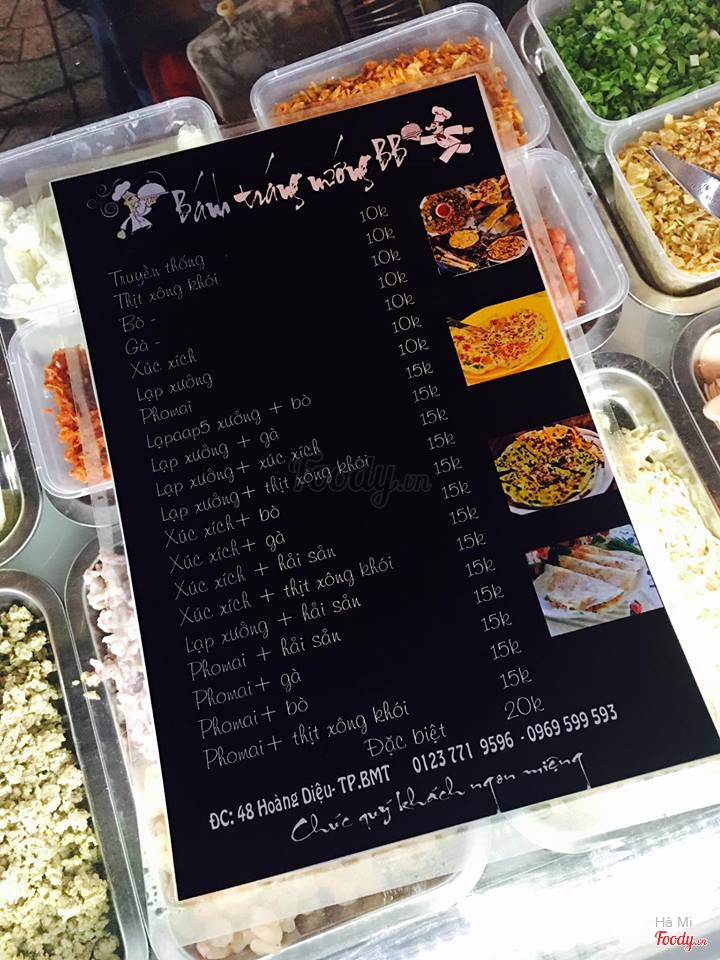 Bánh tráng nướng BB
Truyền thống 10k
Thịt xông khói 10k
Bò - 10k
Gà - 10k
Xúc xích 10k
Lạp xưởng 10k
Phomai 10k
Lapaap5 xưởng + bò 15k
Lạp xưởng + gà 15k
Lạp xưởng+ xúc xích 15k
Lạp xưởng+ thịt xông khói 15k
Xúc xích+ bò 15k
Xúc xích+ gà 15k
Xúc xích + hải sản 15k
Xúc xích + thịt xông khói 15k
Lạp xưởng + hải sản 15k
Phomai + hải sản 15k
Phomai+ gà 15k
Phomai+ bò 15k
Phomai+ thịt xông khói 15k
Đặc biệt 20k
ĐC: 48 Hoàng Diệu- TP.BMT 0123 771 9596 - 0969 599 593
Chúc quý khách ngon miệng
Foody.vn
Hà Mi
Foody.vn